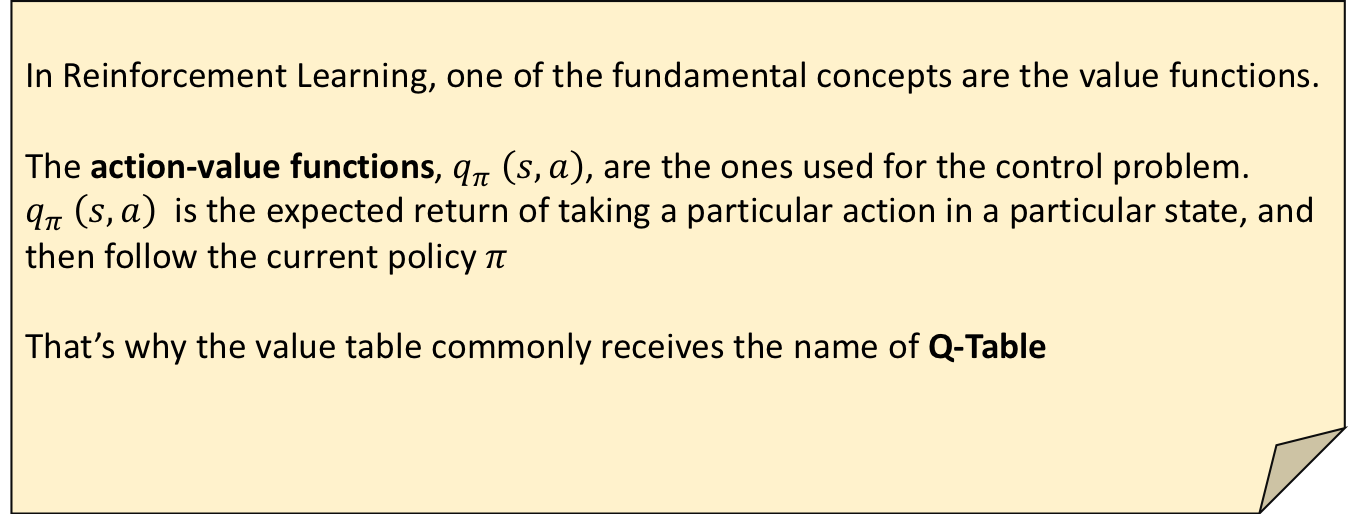 In Reinforcement Learning, one of the fundamental concepts are the value functions.
The action-value functions, q_π (s, a), are the ones used for the control problem.
q_π (s, a) is the expected return of taking a particular action in a particular state, and
then follow the current policy π
That’s why the value table commonly receives the name of Q-Table